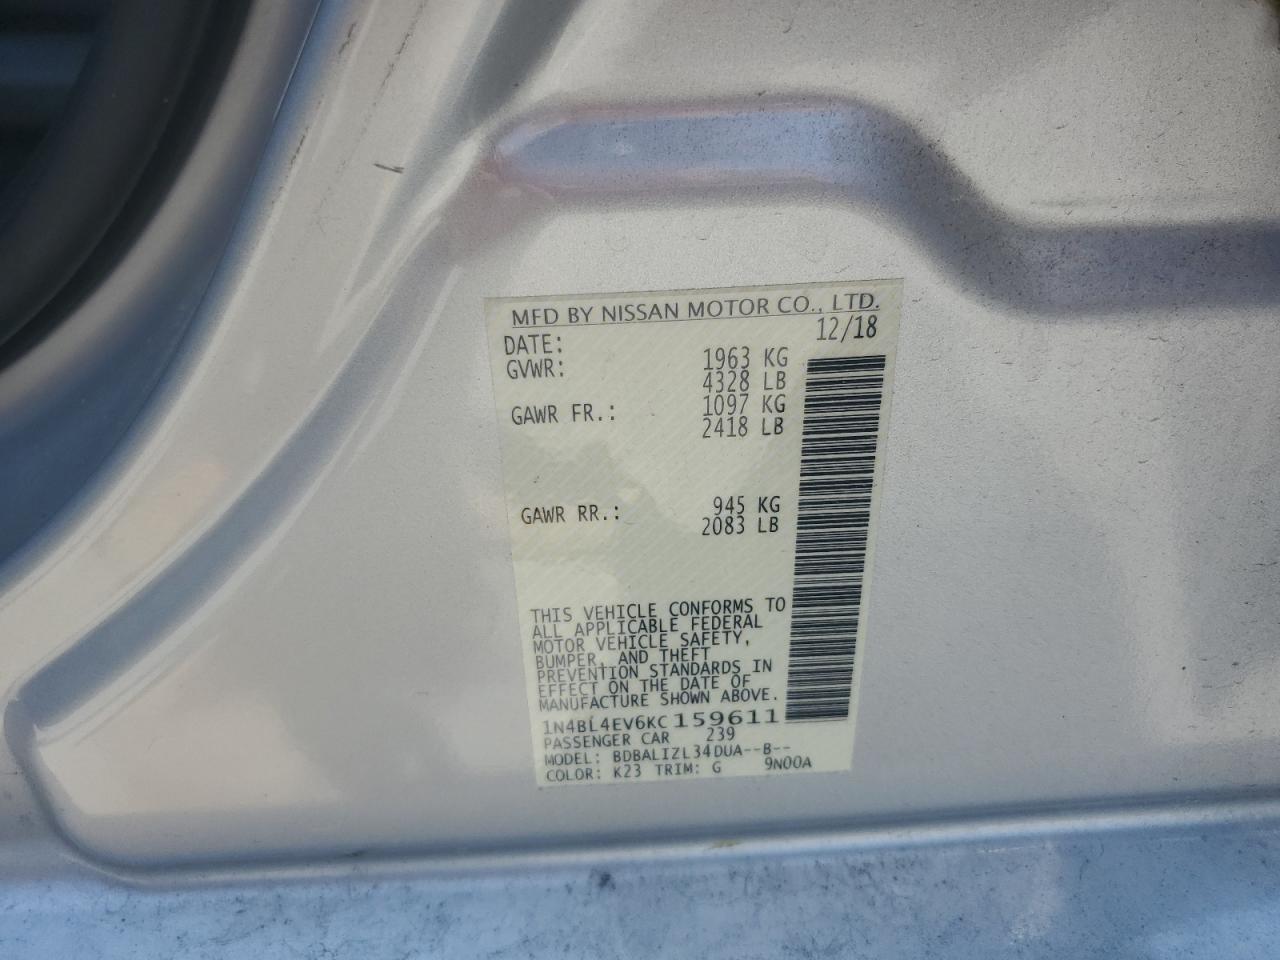 MFD BY NISSAN MOTOR CO., LTD.
DATE: 12/18
GVWR: 1963 KG
4328 LB
GAWR FR.: 1097 KG
2418 LB
GAWR RR.: 945 KG
2083 LB
THIS VEHICLE CONFORMS TO
ALL APPLICABLE FEDERAL
MOTOR VEHICLE SAFETY,
BUMPER, AND THEFT
PREVENTION STANDARDS IN
EFFECT ON THE DATE OF
MANUFACTURE SHOWN ABOVE.
1N4BL4EV6KC159611
PASSENGER CAR 239
MODEL: BDBALIZL34DUA--B--
COLOR: K23 TRIM: G 9N00A